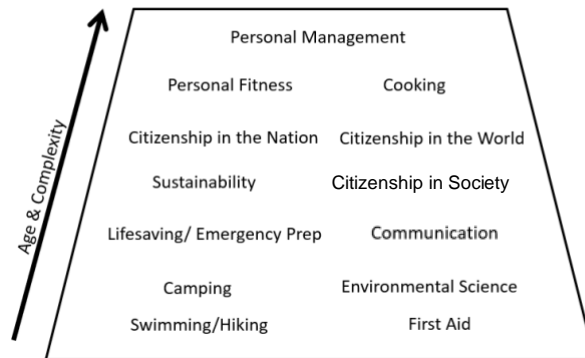 Personal Management
Personal Fitness Cooking
Citizenship in the Nation Citizenship in the World
Sustainability Citizenship in Society
Lifesaving/ Emergency Prep Communication
Camping Environmental Science
Swimming/Hiking First Aid
Age & Complexity